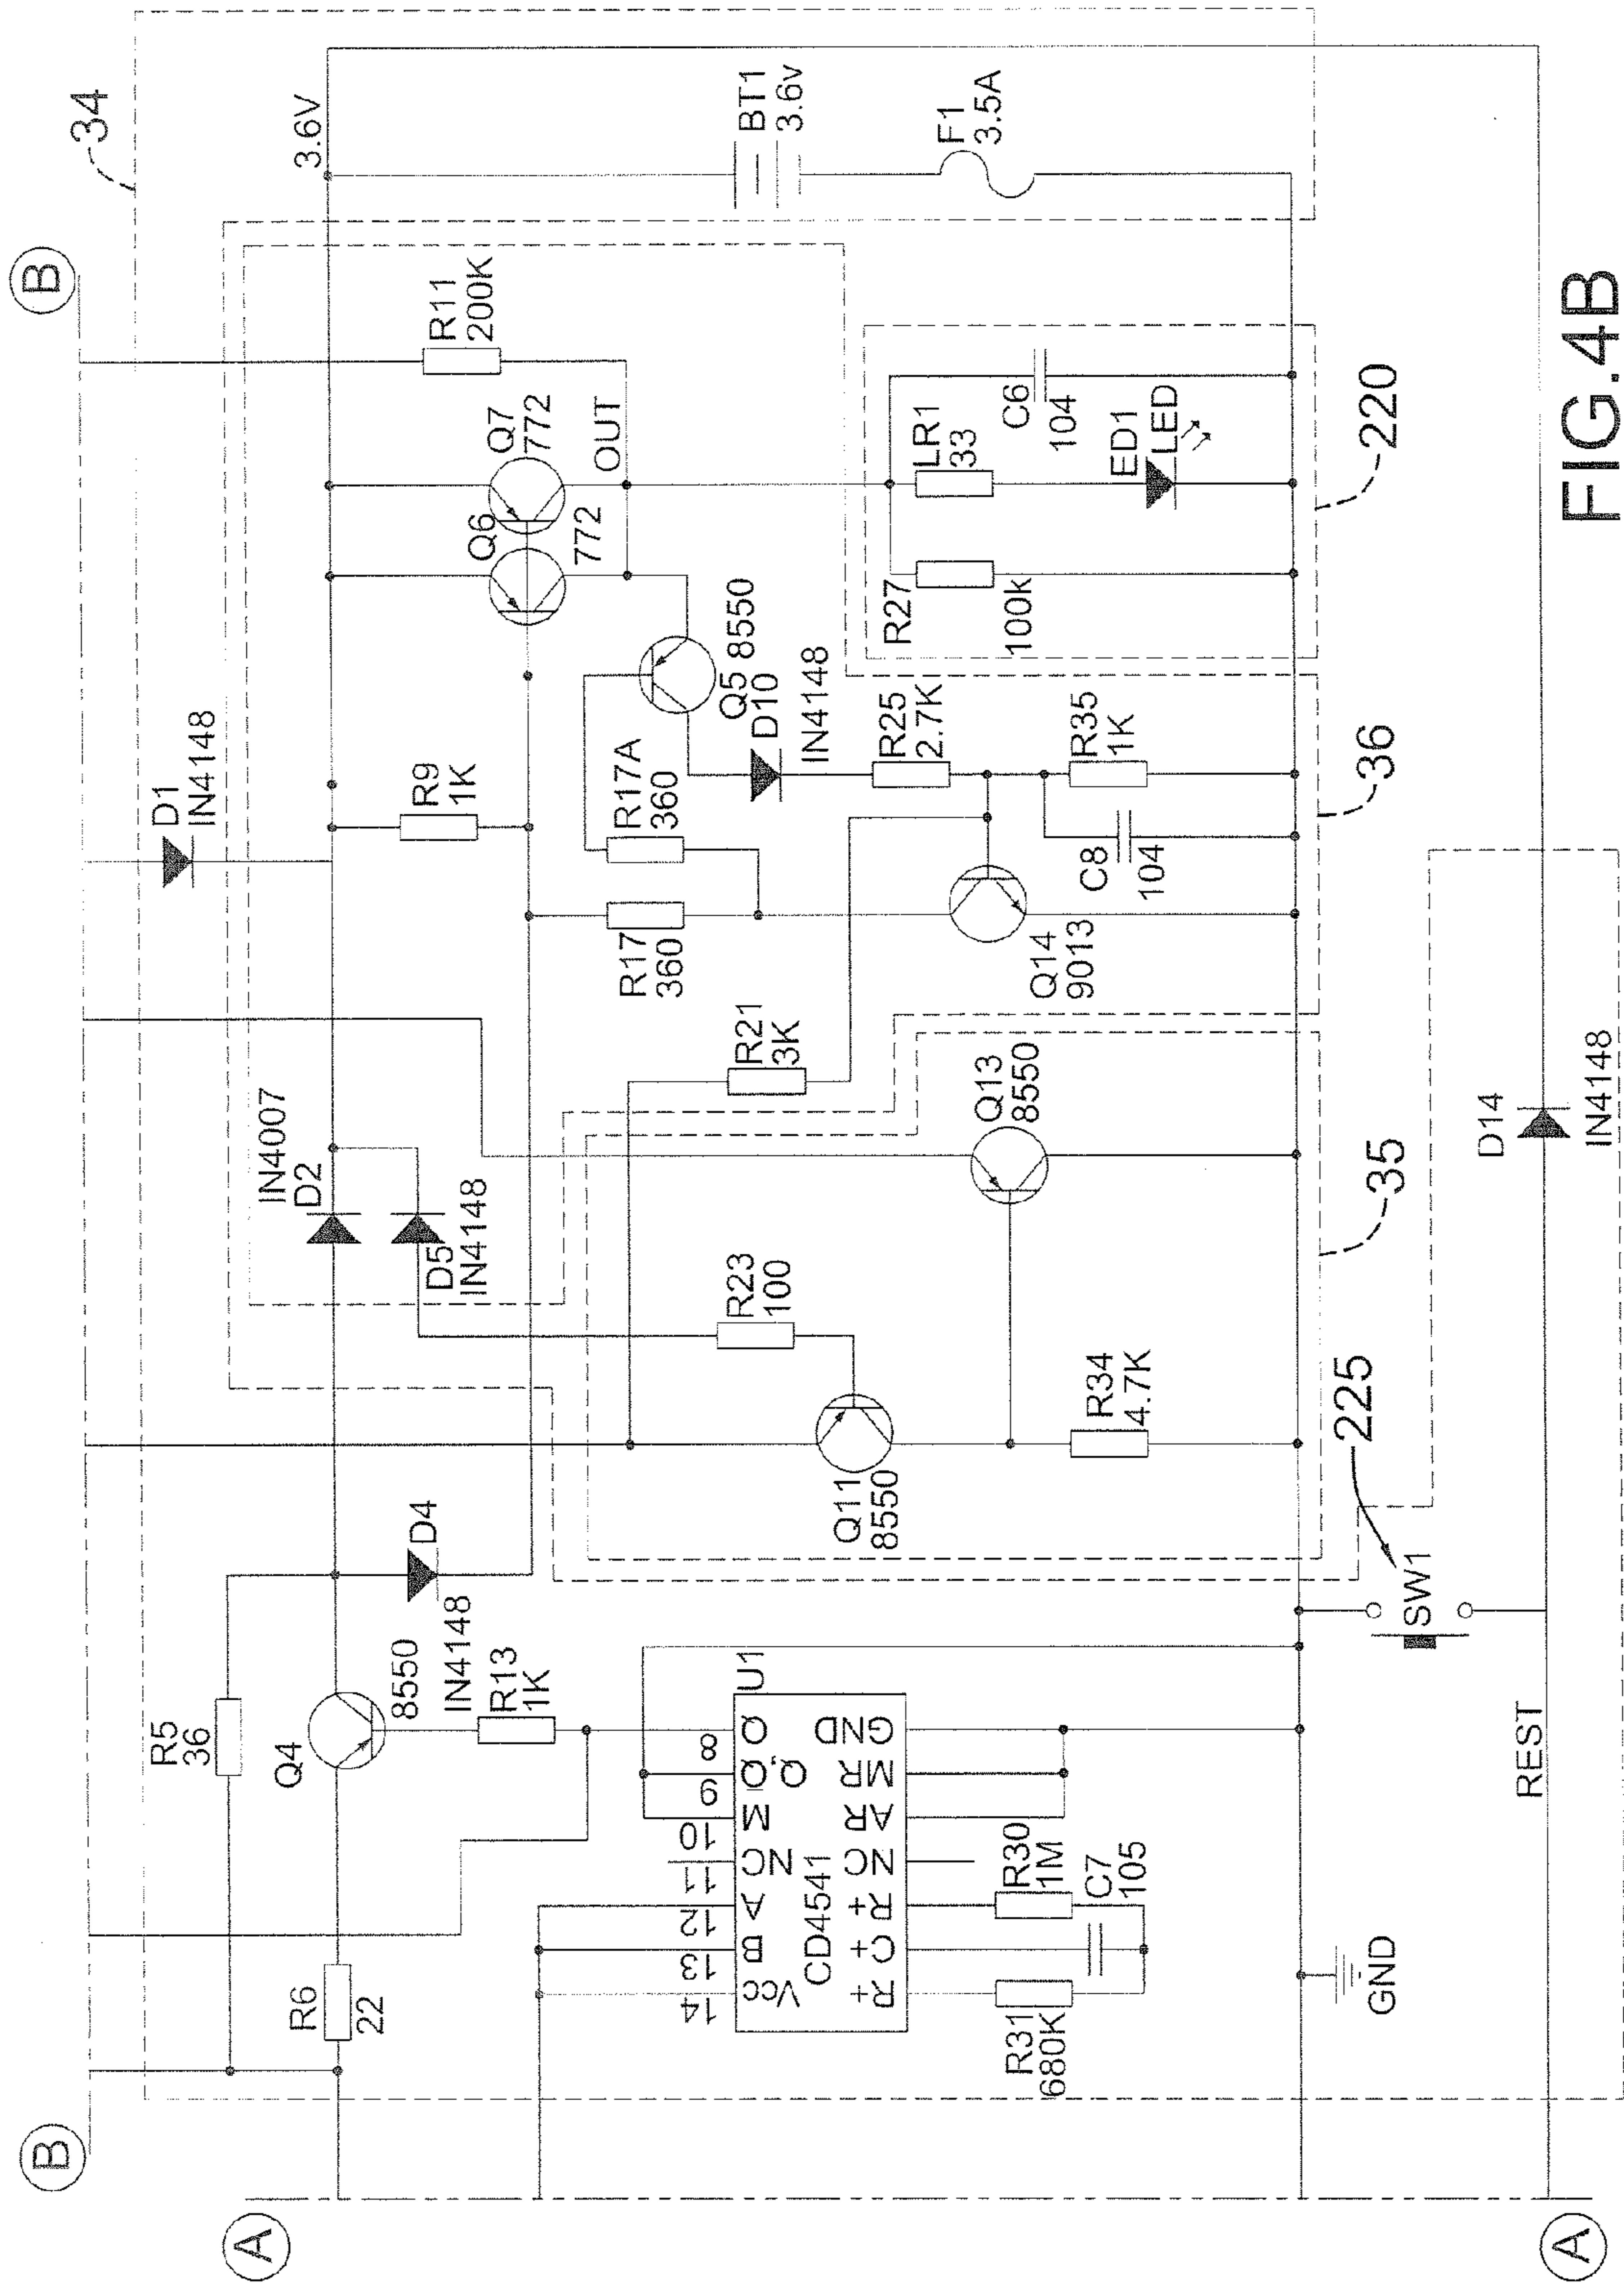 34
B
B
3.6V
BT1
3.6v
F1
3.5A
R11
200K
D1
IN4148
R9
1K
Q6
772
Q7
772
OUT
Q5 8550
D10
IN4148
R17A
360
R17
360
R25
2.7K
R35
1K
C8
104
Q14
9013
R27
100k
LR1
33
C6
104
ED1
LED
220
36
IN4007
D2
D5
IN4148
R21
3K
R23
100
Q13
8550
Q11
8550
R34
4.7K
35
R5
36
Q4
8550
D4
IN4148
R13
1K
R6
22
U1
14
13
12
11
10
9
8
Vcc
B
A
NC
M
Q̅,Q
Q
CD4541
R+
C+
R+
NC
AR
MR
GND
R31
680K
R30
1M
C7
105
225
SW1
D14
IN4148
REST
GND
A
A
FIG.4B